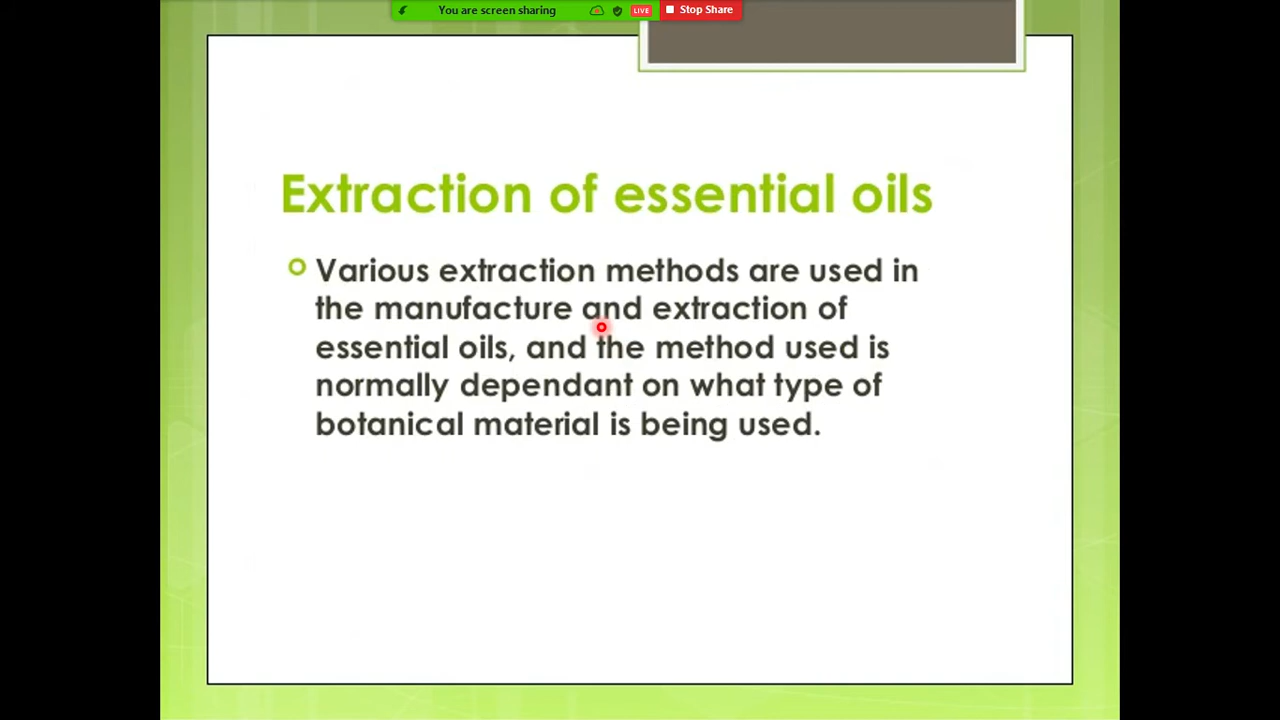 You are screen sharing LIVE Stop Share
Extraction of essential oils
Various extraction methods are used in
the manufacture and extraction of
essential oils, and the method used is
normally dependant on what type of
botanical material is being used.